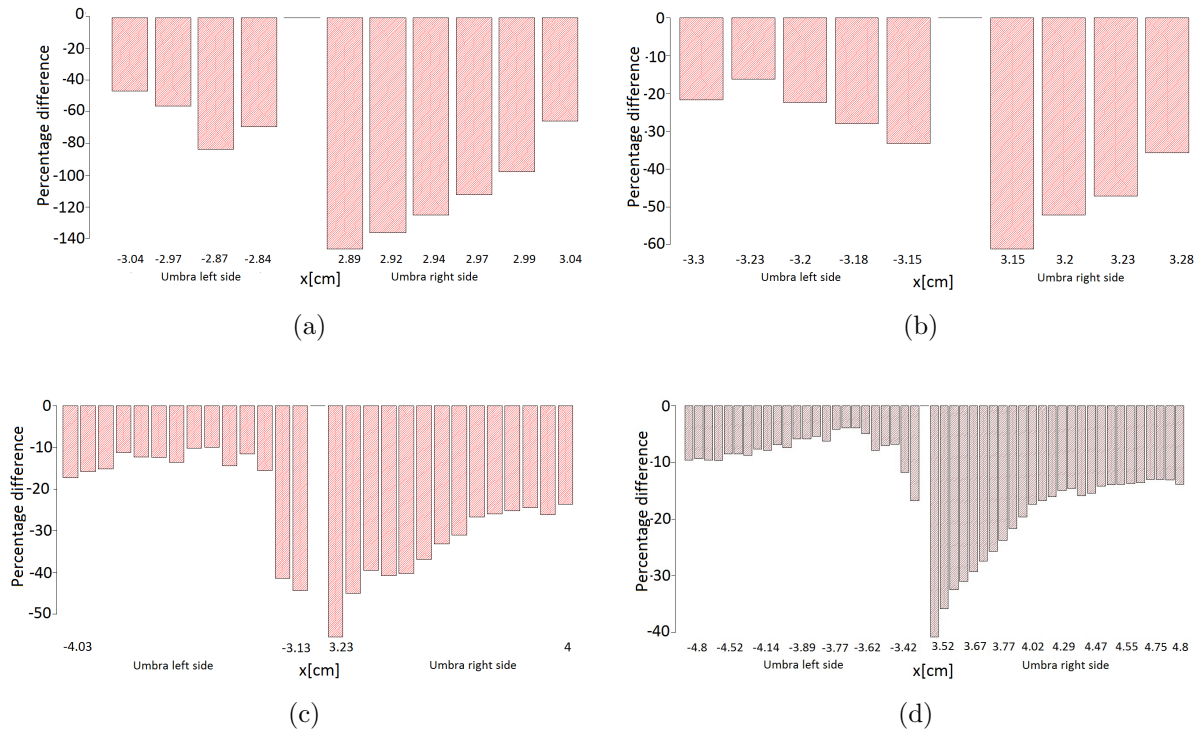 0
-20
-40
-60
-80
-100
-120
-140
Percentage difference
-3.04 -2.97 -2.87 -2.84 2.89 2.92 2.94 2.97 2.99 3.04
Umbra left side x[cm] Umbra right side
(a)
0
-10
-20
-30
-40
-50
-60
Percentage difference
-3.3 -3.23 -3.2 -3.18 -3.15 3.15 3.2 3.23 3.28
Umbra left side x[cm] Umbra right side
(b)
0
-10
-20
-30
-40
-50
Percentage difference
-4.03 -3.13 3.23 4
Umbra left side x[cm] Umbra right side
(c)
0
-10
-20
-30
-40
Percentage difference
-4.8 -4.52 -4.14 -3.89 -3.77 -3.62 -3.42 3.52 3.67 3.77 4.02 4.29 4.47 4.55 4.75 4.8
Umbra left side x[cm] Umbra right side
(d)